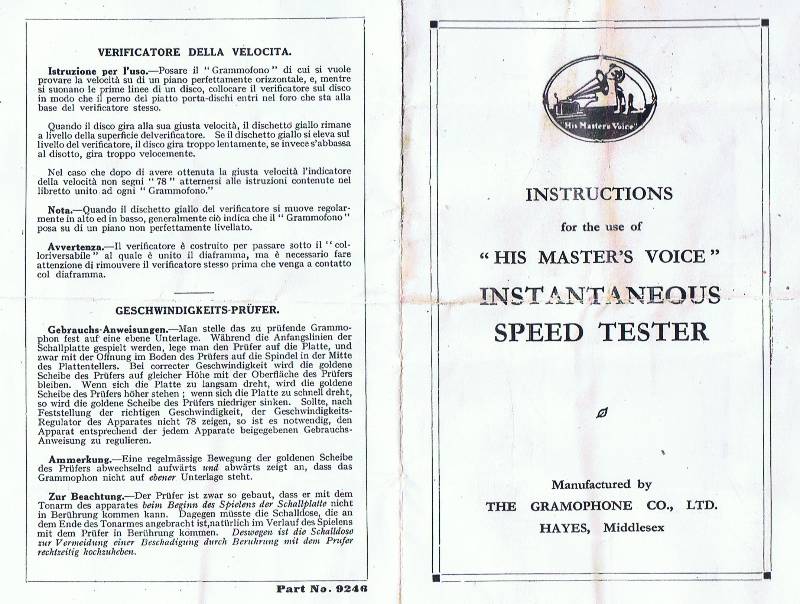 VERIFICATORE DELLA VELOCITA.
Istruzione per l'uso.—Posare il “ Grammofono ” di cui si vuole
provare la velocità su di un piano perfettamente orizzontale, e, mentre
si suonano le prime linee di un disco, collocare il verificatore sul disco
in modo che il perno del piatto porta-dischi entri nel foro che sta alla
base del verificatore stesso.
Quando il disco gira alla sua giusta velocità, il dischetto giallo rimane
a livello della superficie delverificatore. Se il dischetto giallo si eleva sul
livello del verificatore, il disco gira troppo lentamente, se invece s'abbassa
al disotto, gira troppo velocemente.
Nel caso che dopo di avere ottenuta la giusta velocità l'indicatore
della velocità non segni “ 78 ” atternersi alle istruzioni contenute nel
libretto unito ad ogni “ Grammofono.”
Nota.—Quando il dischetto giallo del verificatore si muove regolar-
mente in alto ed in basso, generalmente ciò indica che il “ Grammofono ”
posa su di un piano non perfettamente livellato.
Avvertenza.—Il verificatore è costruito per passare sotto il “ col-
loriversabile ” al quale è unito il diaframma, ma è necessario fare
attenzione di rimouvere il verificatore stesso prima che venga a contatto
col diaframma.
GESCHWINDIGKEITS-PRÜFER.
Gebrauchs-Anweisungen.—Man stelle das zu prüfende Grammo-
phon fest auf eine ebene Unterlage. Während die Anfangslinien der
Schallplatte gespielt werden, lege man den Prüfer auf die Platte, und
zwar mit der Offnung im Boden des Prüfers auf die Spindel in der Mitte
des Plattentellers. Bei correcter Geschwindigkeit wird die goldene
Scheibe des Prüfers auf gleicher Höhe mit der Oberfläche des Prüfers
bleiben. Wenn sich die Platte zu langsam dreht, wird die goldene
Scheibe des Prüfers höher stehen ; wenn sich die Platte zu schnell dreht,
so wird die goldene Scheibe des Prüfers niedriger sinken. Sollte, nach
Feststellung der richtigen Geschwindigkeit, der Geschwindigkeits-
Regulator des Apparates nicht 78 zeigen, so ist es notwendig, den
Apparat entsprechend der jedem Apparate beigegebenen Gebrauchs-
Anweisung zu regulieren.
Ammerkung.—Eine regelmässige Bewegung der goldenen Scheibe
des Prüfers abwechselnd aufwärts und abwärts zeigt an, dass das
Grammophon nicht auf ebener Unterlage steht.
Zur Beachtung.—Der Prüfer ist zwar so gebaut, dass er mit dem
Tonarm des apparates beim Beginn des Spielens der Schallplatte nicht
in Berührung kommen kann. Dagegen müsste die Schalldose, die an
dem Ende des Tonarmes angebracht ist,natürlich im Verlauf des Spielens
mit dem Prüfer in Berührung kommen. Deswegen ist die Schalldose
zur Vermeidung einer Beschadigung durch Beruhrung mit dem Prufer
rechtzeitig hochzuheben.
Part No. 9246
"His Master's Voice"
INSTRUCTIONS
for the use of
“ HIS MASTER'S VOICE ”
INSTANTANEOUS
SPEED TESTER
Manufactured by
THE GRAMOPHONE CO., LTD.
HAYES, Middlesex